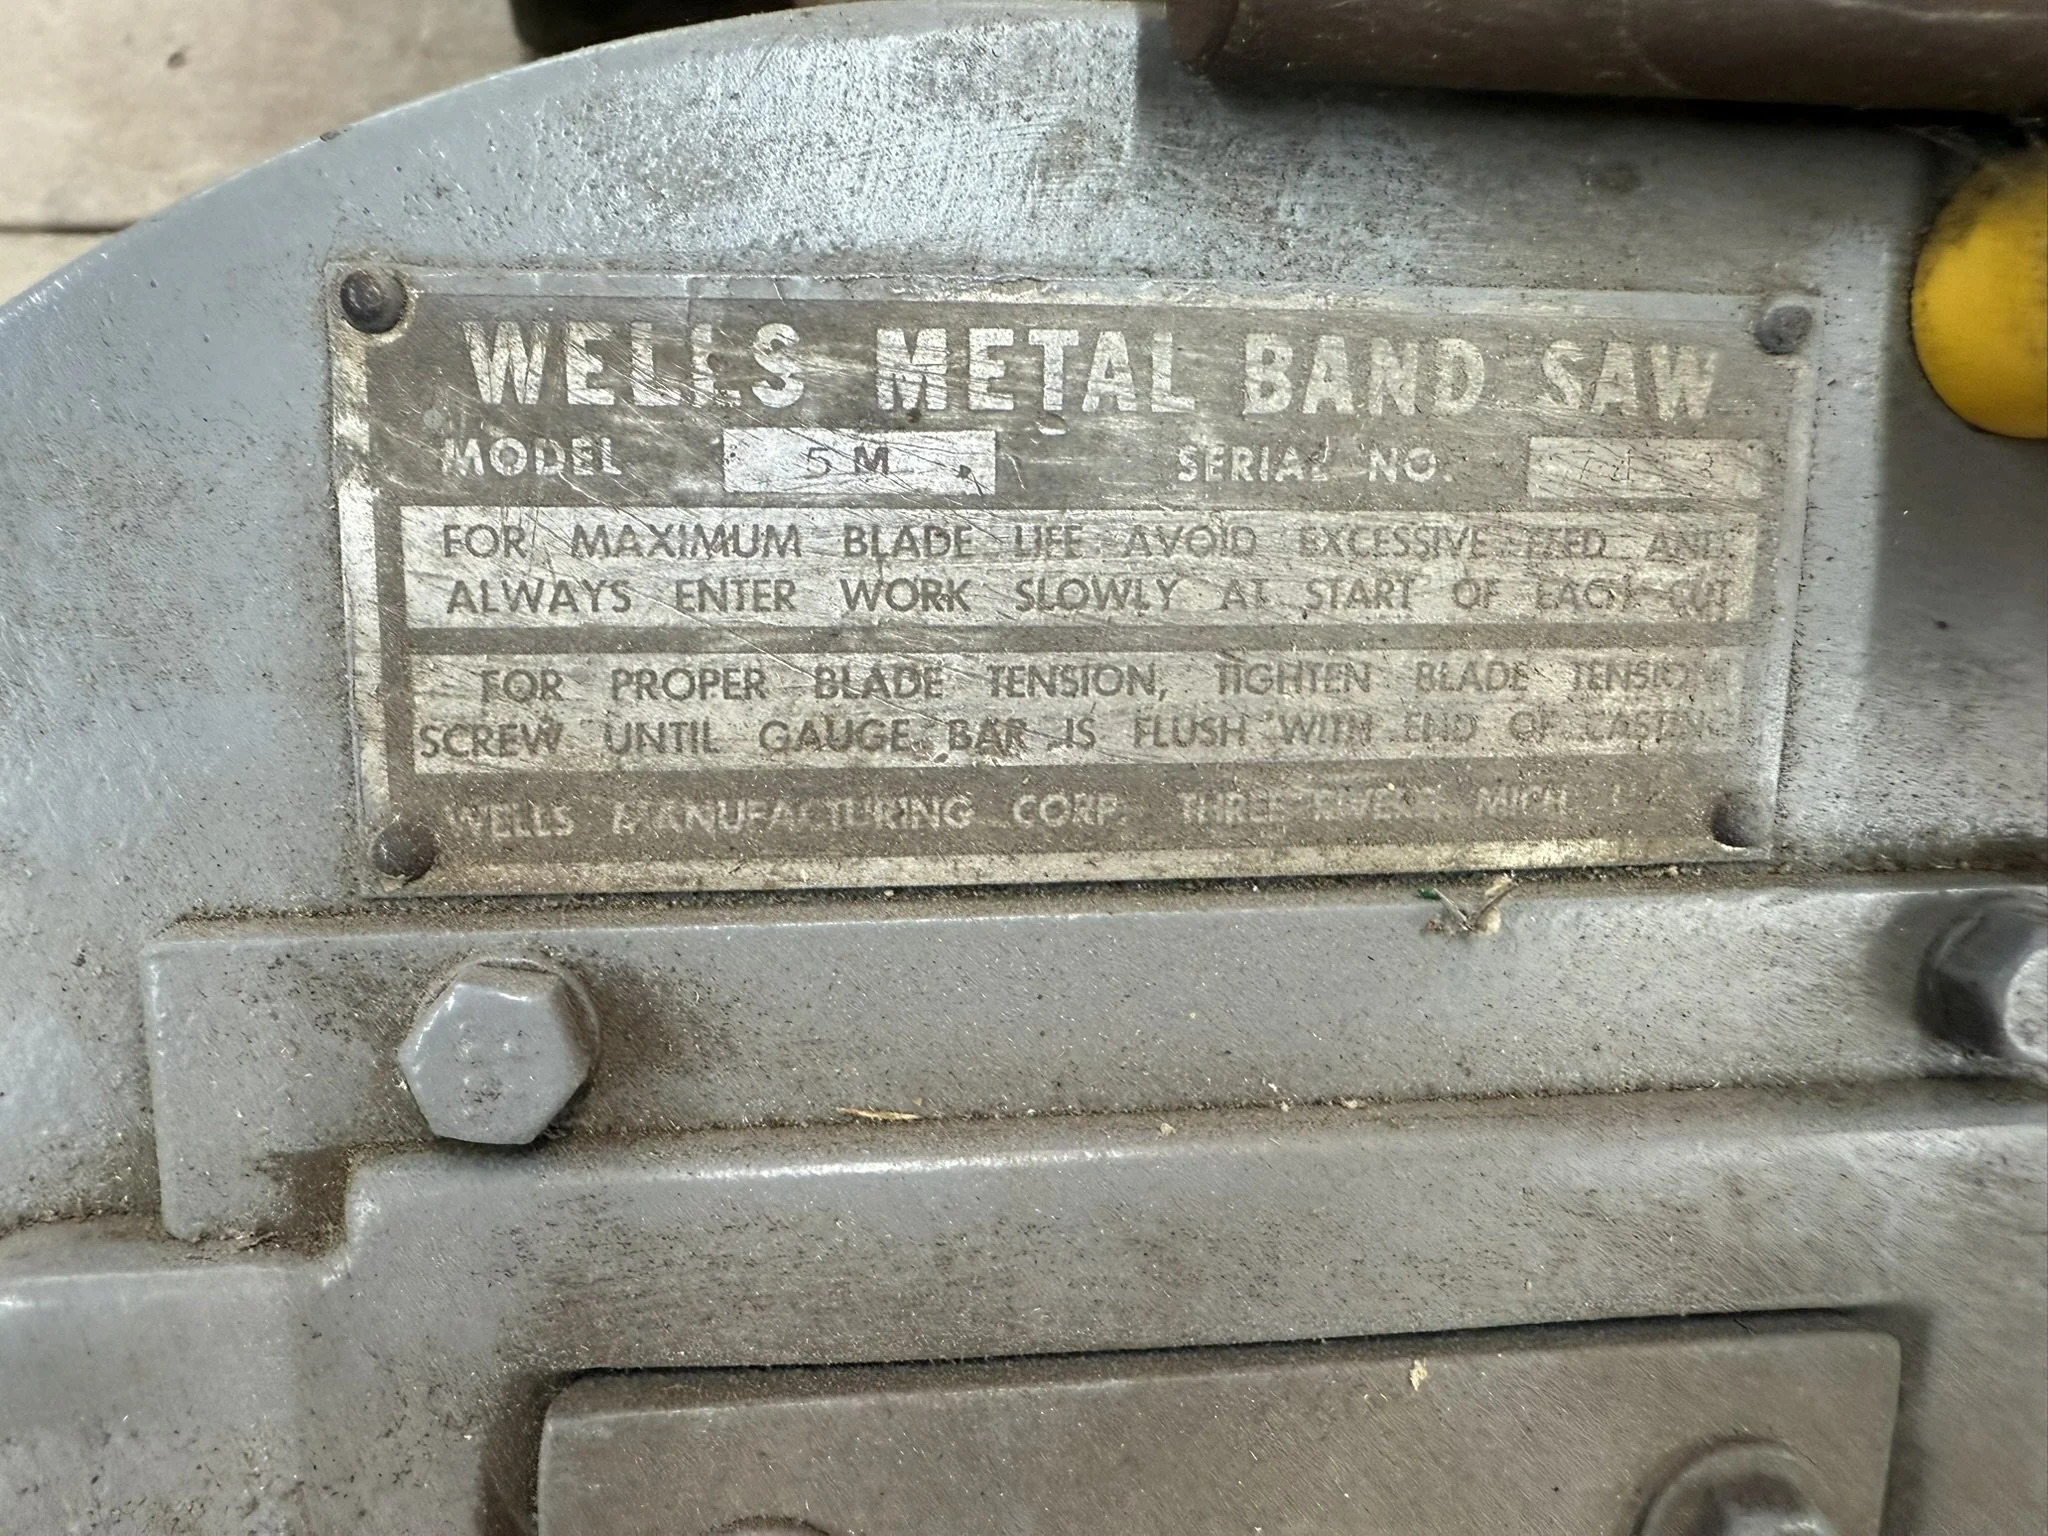 WELLS METAL BAND SAW
MODEL 5 M SERIAL NO.
FOR MAXIMUM BLADE LIFE AVOID EXCESSIVE FEED AND
ALWAYS ENTER WORK SLOWLY AT START OF EACH CUT
FOR PROPER BLADE TENSION, TIGHTEN BLADE TENSION
SCREW UNTIL GAUGE BAR IS FLUSH WITH END OF CASTING
WELLS MANUFACTURING CORP. THREE RIVERS, MICH.